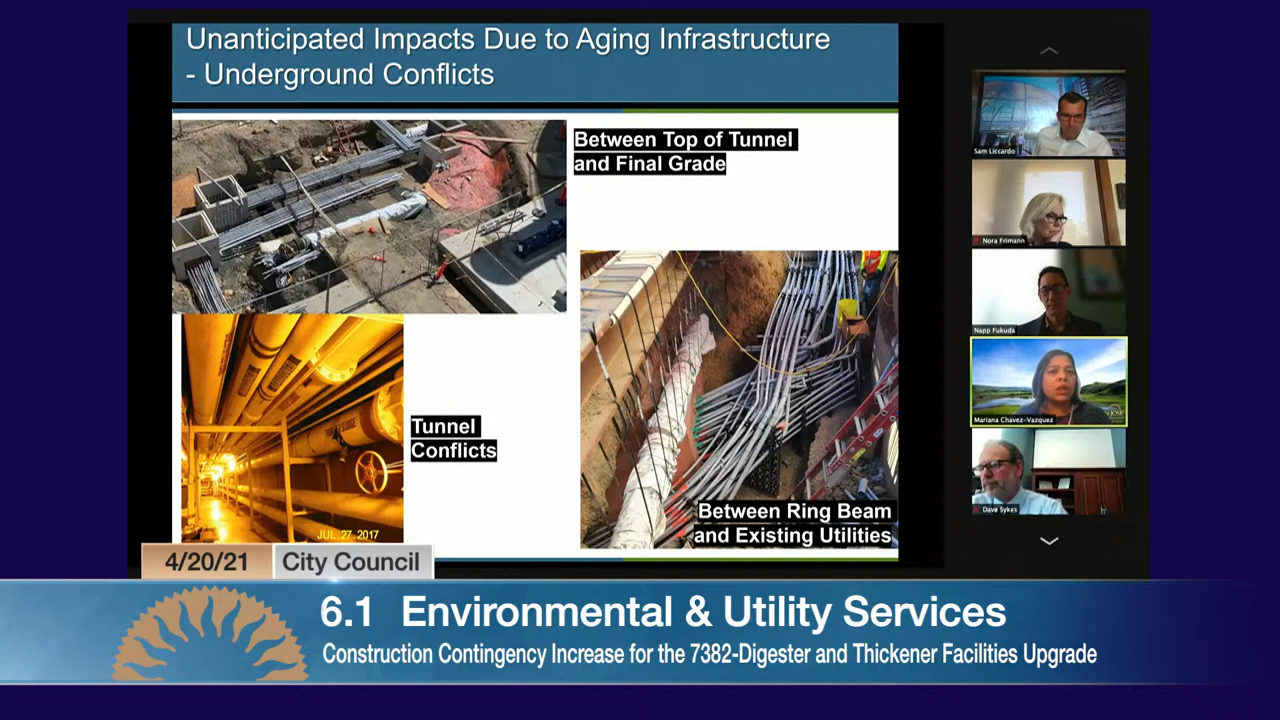 Unanticipated Impacts Due to Aging Infrastructure
- Underground Conflicts
Between Top of Tunnel
and Final Grade
Tunnel
Conflicts
JUL.27.2017
Between Ring Beam
and Existing Utilities
Sam Liccardo
Nora Frimann
Napp Fukuda
Mariana Chavez-Vazquez
Dave Sykes
4/20/21
City Council
6.1 Environmental & Utility Services
Construction Contingency Increase for the 7382-Digester and Thickener Facilities Upgrade